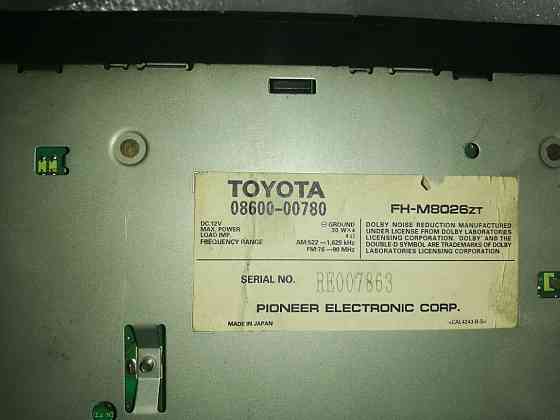 TOYOTA
08600-00780
FH-M8026ZT
DC.12V ⊖ GROUND
MAX. POWER 30 W×4
LOAD IMP. 4 Ω
FREQUENCY RANGE AM:522 – 1,629 kHz
FM:76 – 90 MHz
DOLBY NOISE REDUCTION MANUFACTURED
UNDER LICENSE FROM DOLBY LABORATORIES
LICENSING CORPORATION. 'DOLBY' AND THE
DOUBLE-D SYMBOL ARE TRADEMARKS OF DOLBY
LABORATORIES LICENSING CORPORATION.
SERIAL NO. RE007863
PIONEER ELECTRONIC CORP.
MADE IN JAPAN